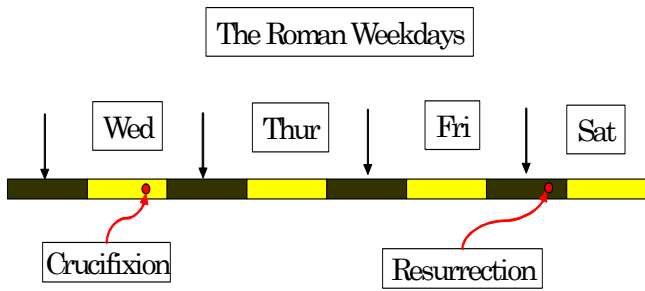 The Roman Weekdays
Wed
Thur
Fri
Sat
Crucifixion
Resurrection